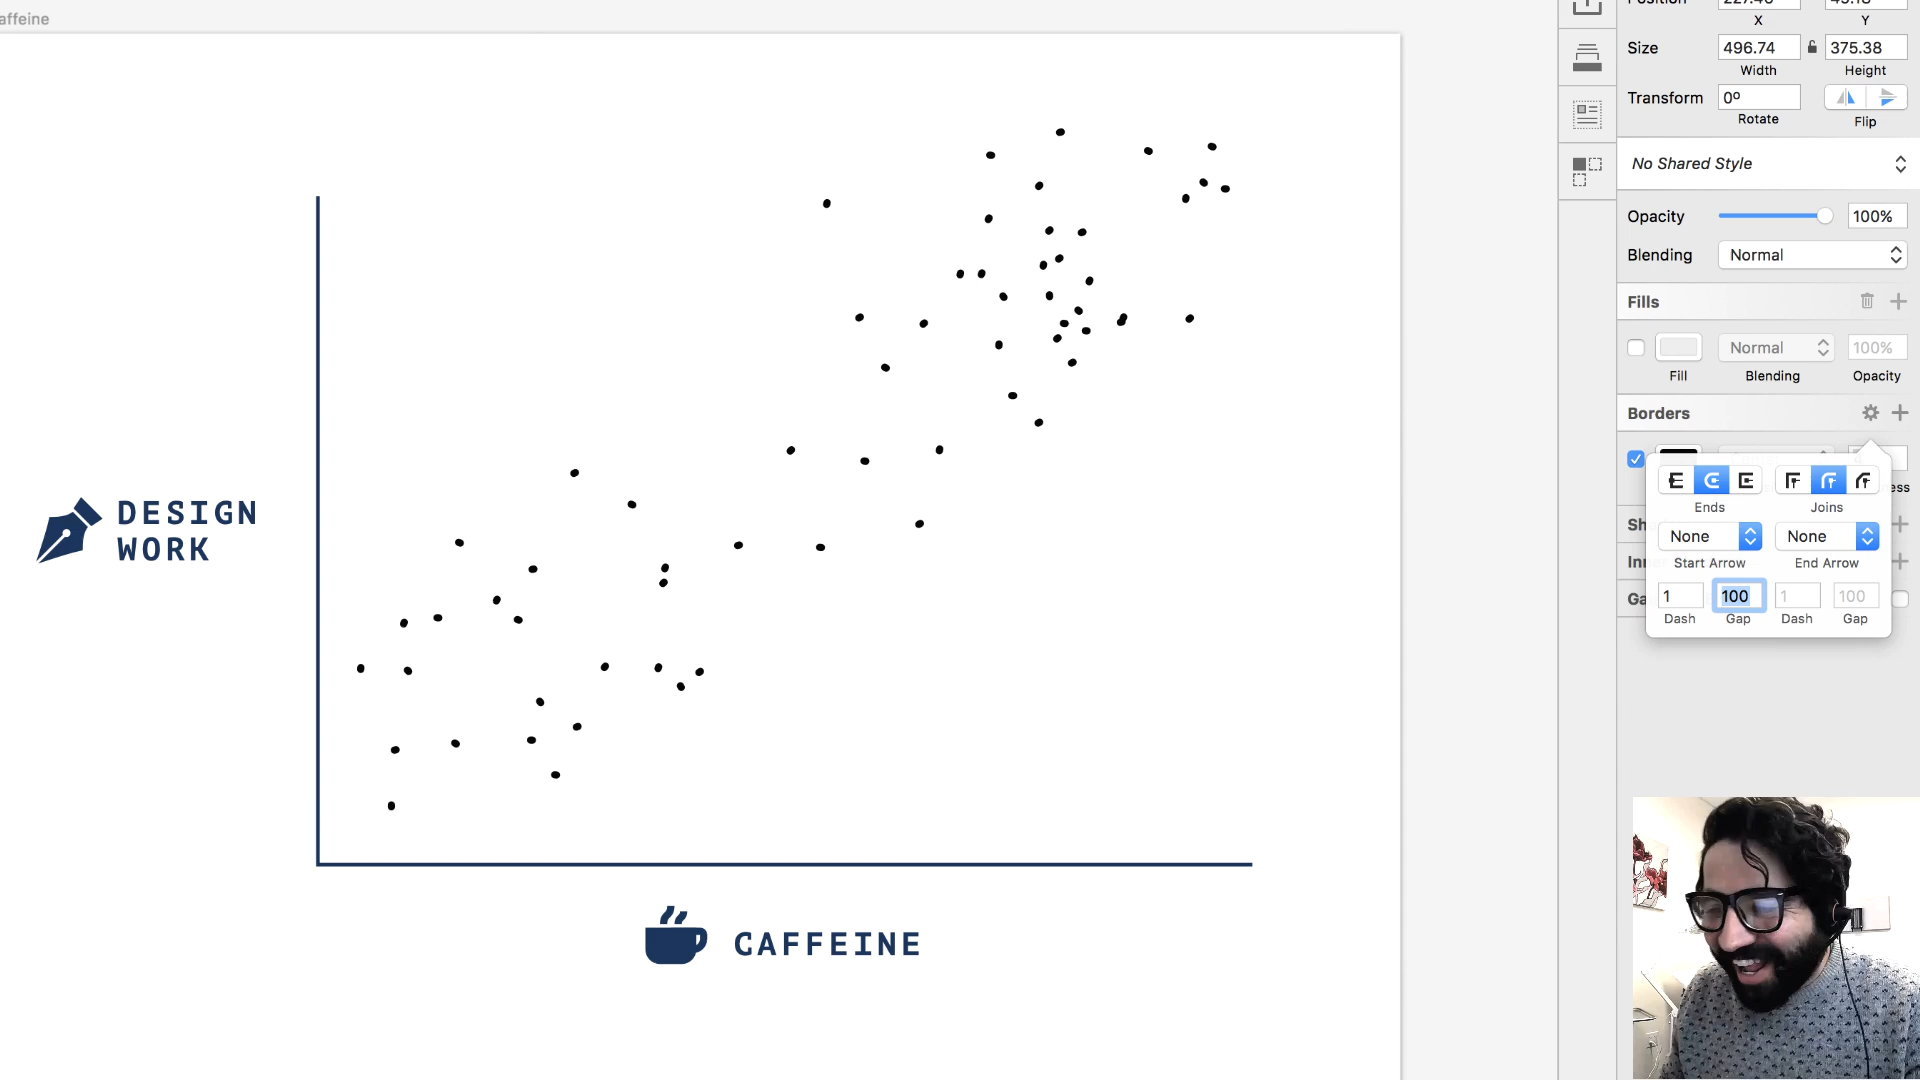 affeine
X
Y
Size
496.74
375.38
Width
Height
Transform
0º
Rotate
Flip
No Shared Style
Opacity
100%
Blending
Normal
Fills
Normal
100%
Fill
Blending
Opacity
Borders
ess
Ends
Joins
Sh
None
None
Start Arrow
End Arrow
1
100
1
100
Dash
Gap
Dash
Gap
DESIGN
WORK
CAFFEINE